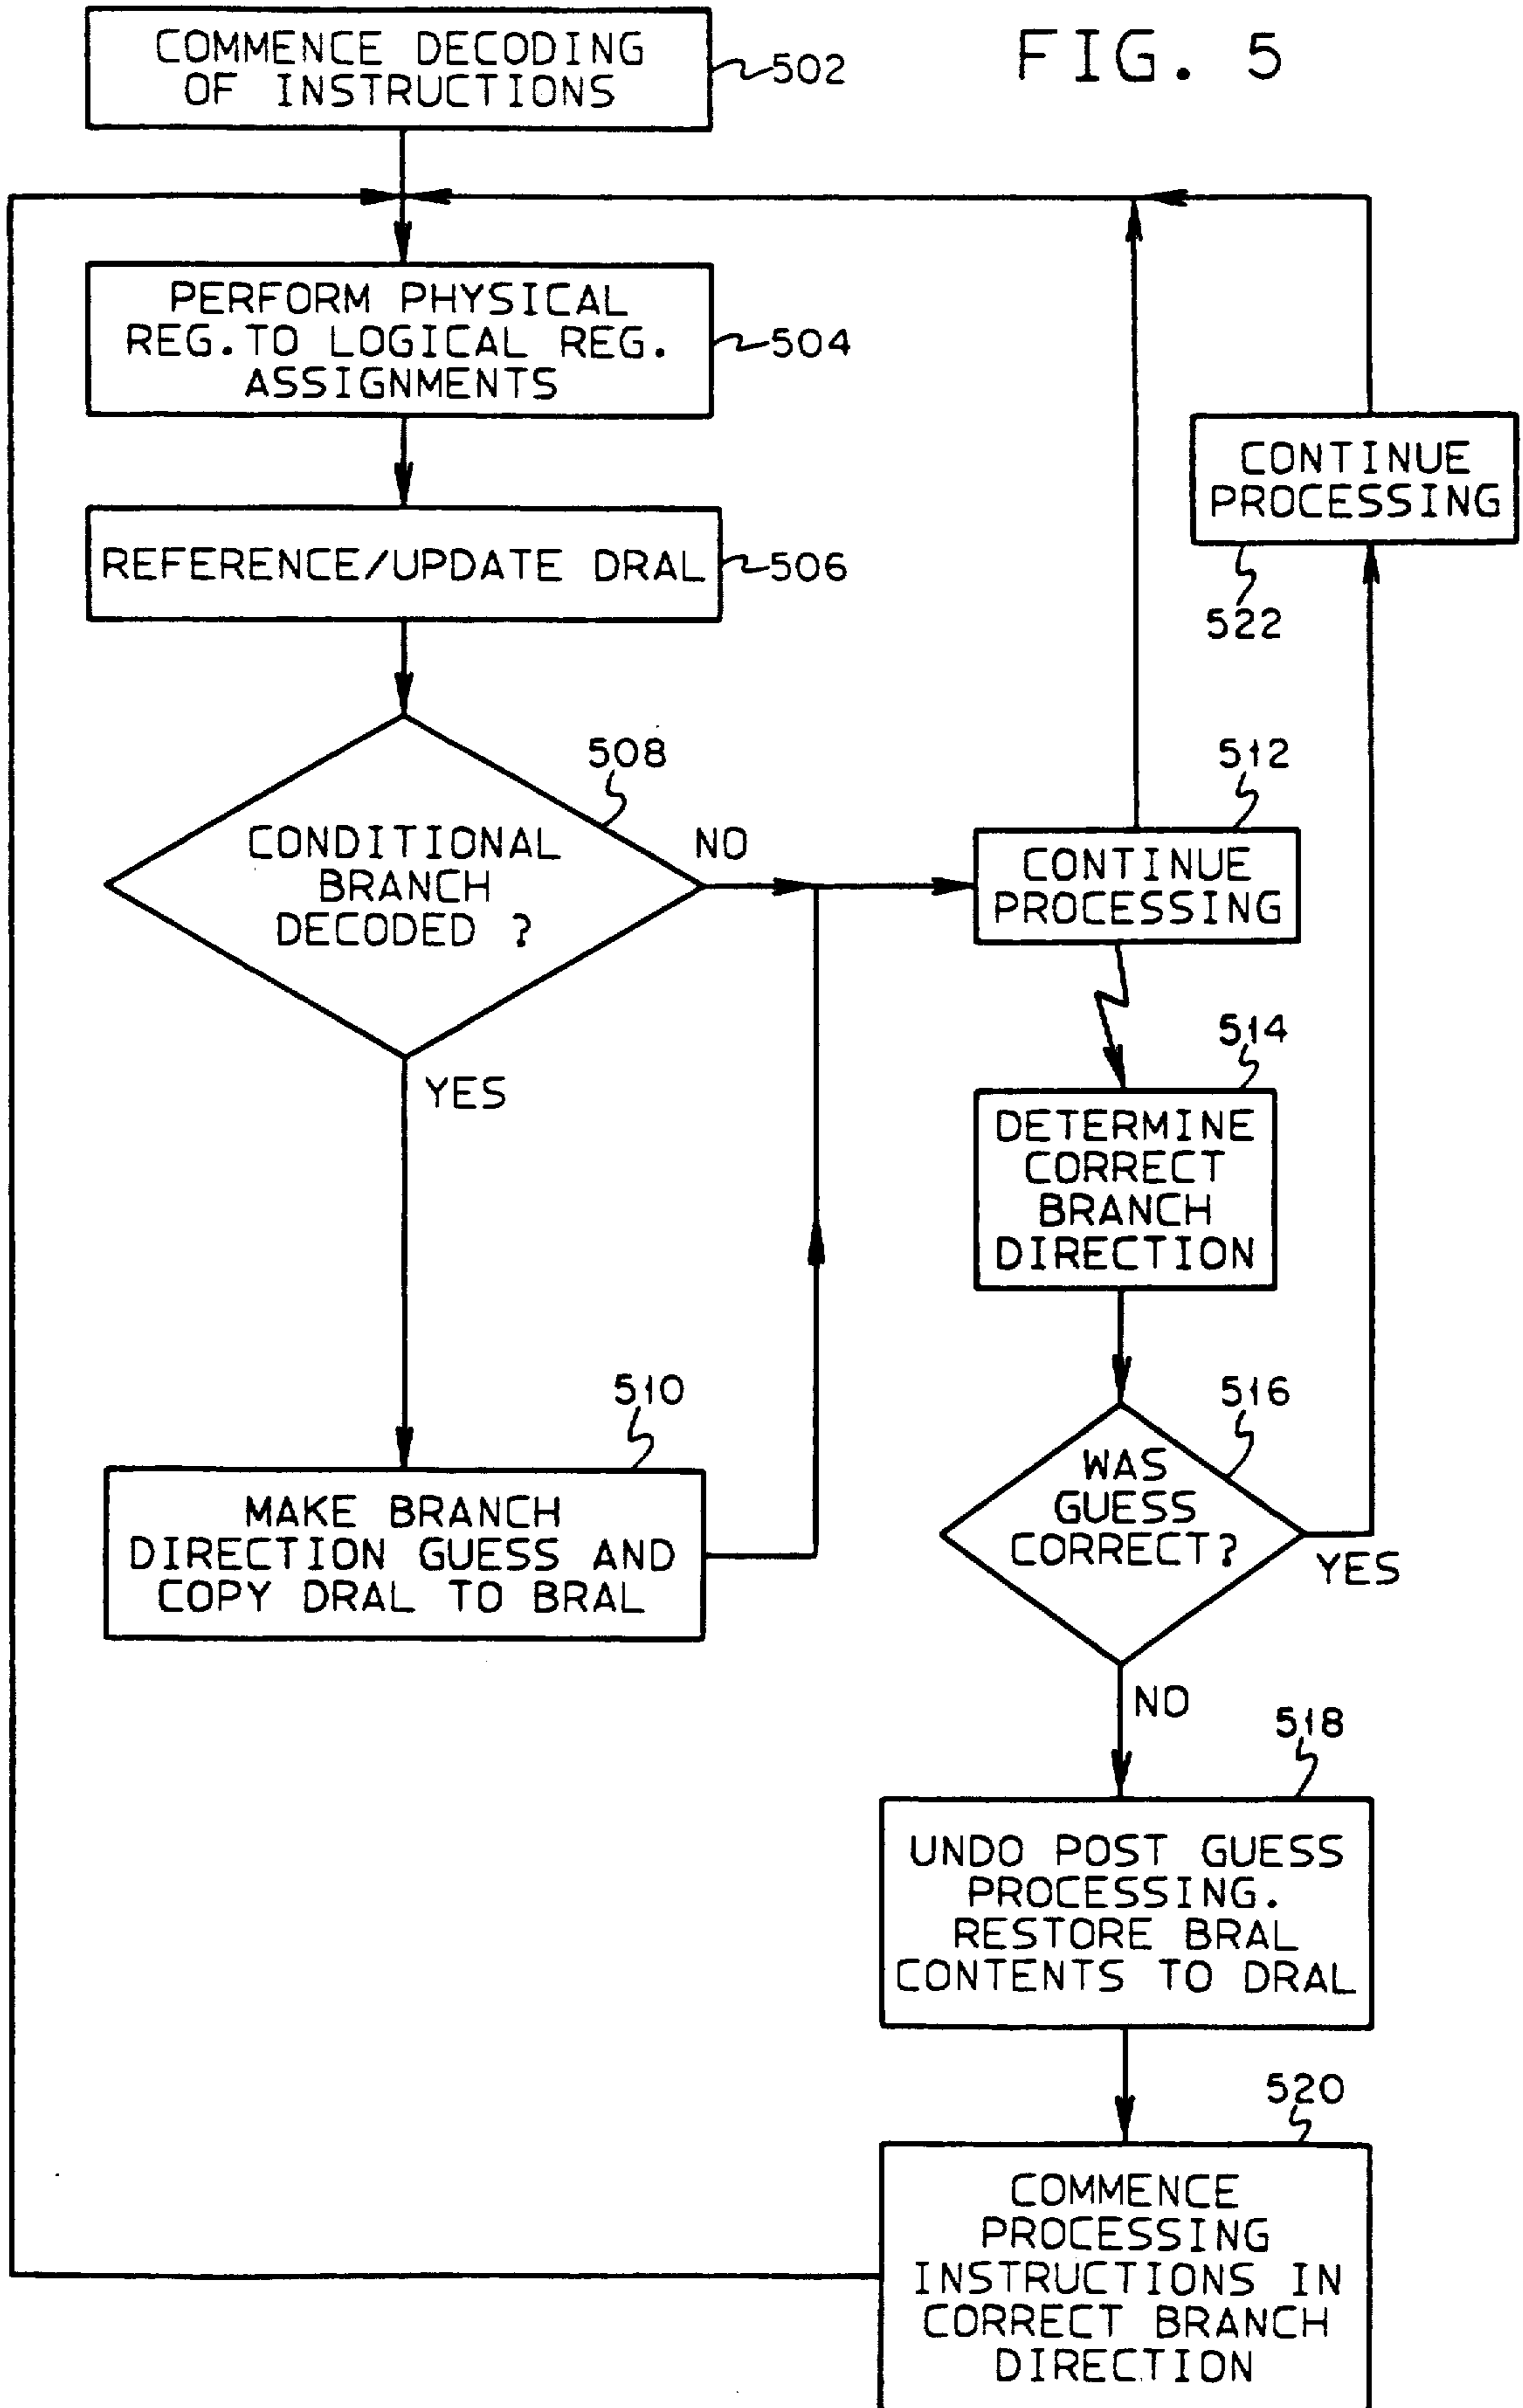 FIG. 5
COMMENCE DECODING
OF INSTRUCTIONS
502
PERFORM PHYSICAL
REG.TO LOGICAL REG.
ASSIGNMENTS
504
CONTINUE
PROCESSING
522
REFERENCE/UPDATE DRAL
506
508
CONDITIONAL
BRANCH
DECODED ?
NO
YES
512
CONTINUE
PROCESSING
514
DETERMINE
CORRECT
BRANCH
DIRECTION
510
MAKE BRANCH
DIRECTION GUESS AND
COPY DRAL TO BRAL
516
WAS
GUESS
CORRECT?
YES
NO
518
UNDO POST GUESS
PROCESSING.
RESTORE BRAL
CONTENTS TO DRAL
520
COMMENCE
PROCESSING
INSTRUCTIONS IN
CORRECT BRANCH
DIRECTION